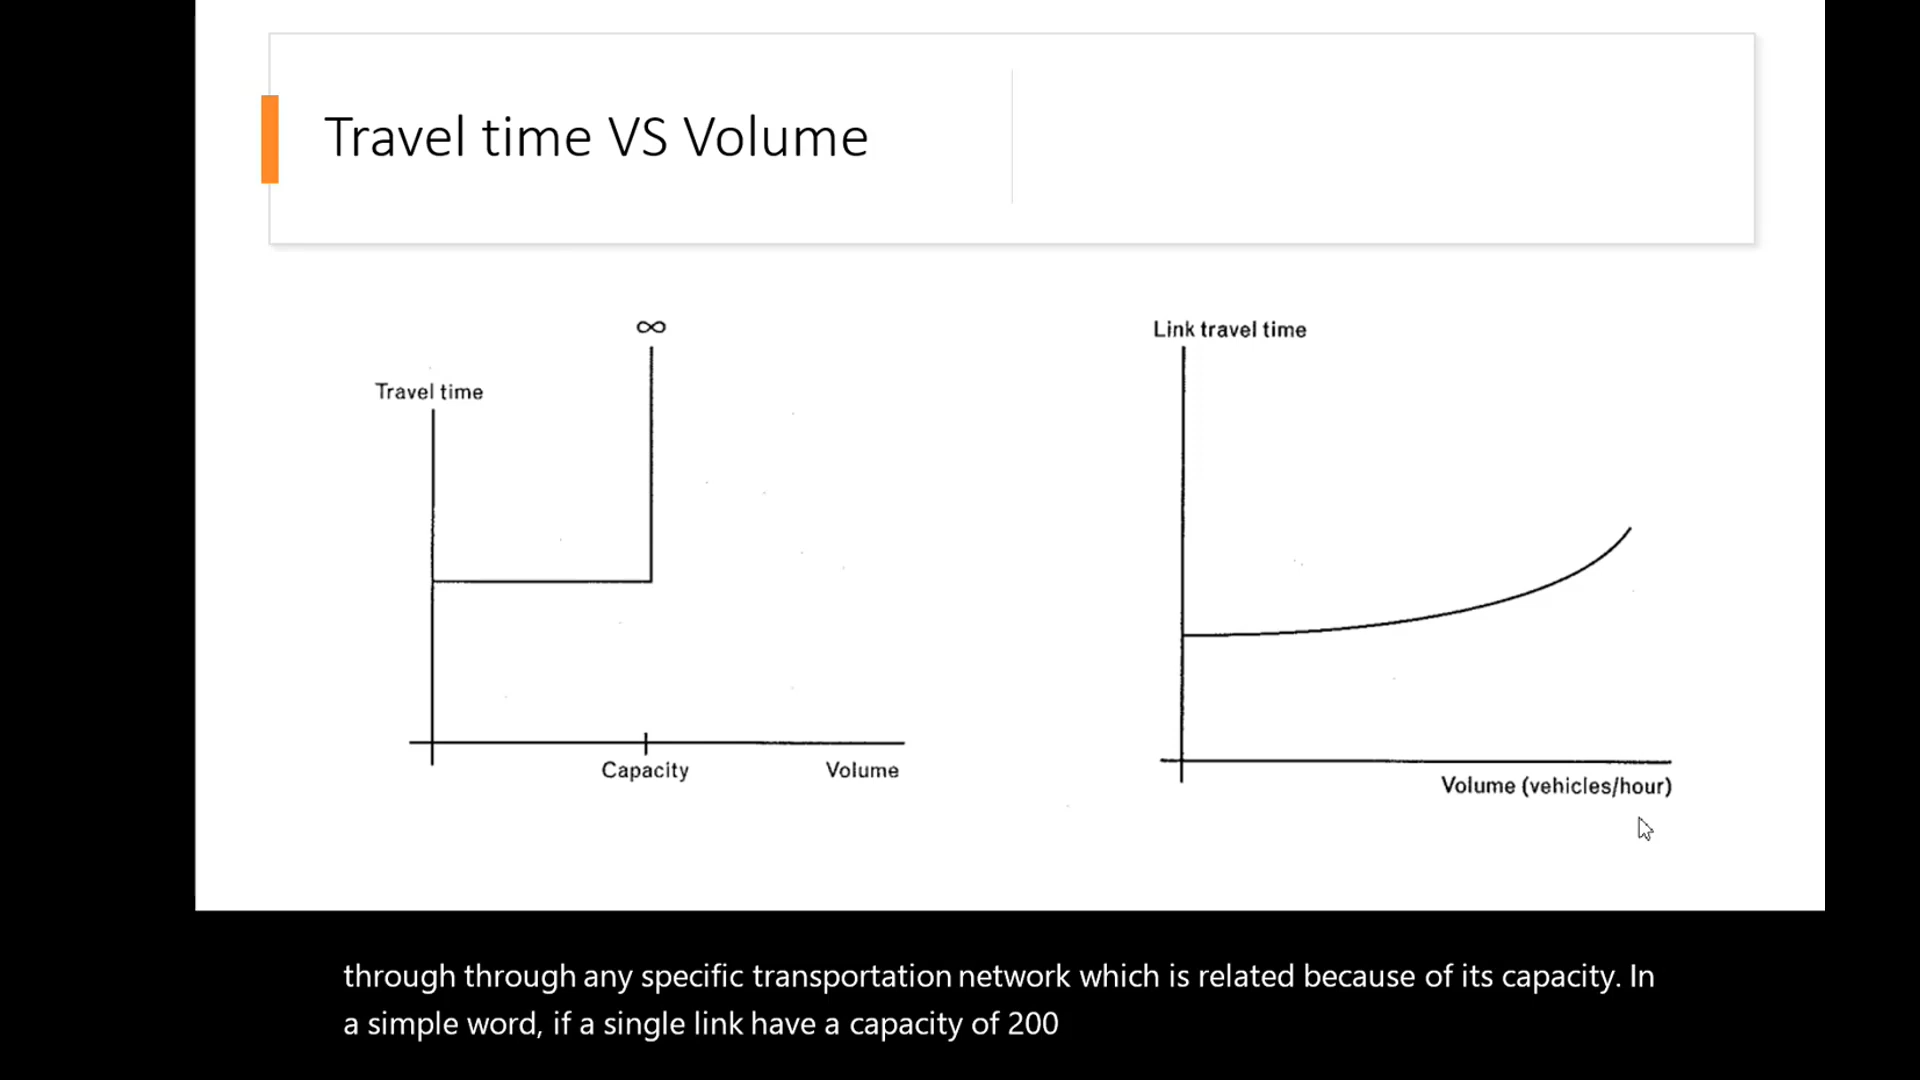 Travel time VS Volume
∞
Travel time
Capacity
Volume
Link travel time
Volume (vehicles/hour)
through through any specific transportation network which is related because of its capacity. In
a simple word, if a single link have a capacity of 200